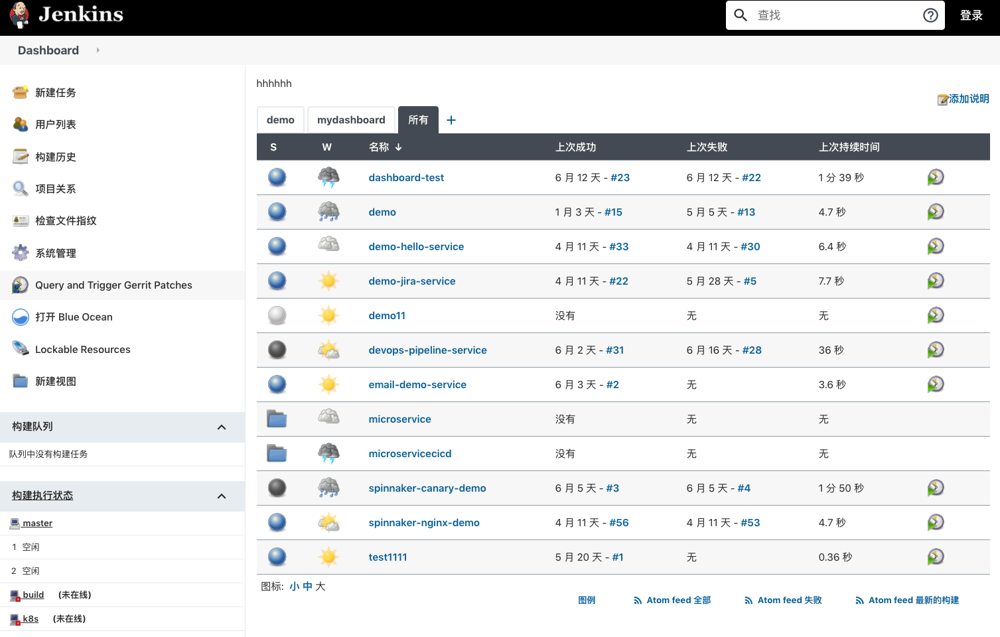 Jenkins
查找
登录
Dashboard
新建任务
用户列表
构建历史
项目关系
检查文件指纹
系统管理
Query and Trigger Gerrit Patches
打开 Blue Ocean
Lockable Resources
新建视图
构建队列
队列中没有构建任务
构建执行状态
master
1 空闲
2 空闲
build (未在线)
k8s (未在线)
hhhhhh
添加说明
demo mydashboard 所有 +
S W 名称 ↓ 上次成功 上次失败 上次持续时间
dashboard-test 6 月 12 天 - #23 6 月 12 天 - #22 1 分 39 秒
demo 1 月 3 天 - #15 5 月 5 天 - #13 4.7 秒
demo-hello-service 4 月 11 天 - #33 4 月 11 天 - #30 6.4 秒
demo-jira-service 4 月 11 天 - #22 5 月 28 天 - #5 7.7 秒
demo11 没有 无 无
devops-pipeline-service 6 月 2 天 - #31 6 月 16 天 - #28 36 秒
email-demo-service 6 月 3 天 - #2 无 3.6 秒
microservice 没有 无 无
microservicecicd 没有 无 无
spinnaker-canary-demo 6 月 5 天 - #3 6 月 5 天 - #4 1 分 50 秒
spinnaker-nginx-demo 4 月 11 天 - #56 4 月 11 天 - #53 4.7 秒
test1111 5 月 20 天 - #1 无 0.36 秒
图标: 小 中 大
图例 Atom feed 全部 Atom feed 失败 Atom feed 最新的构建